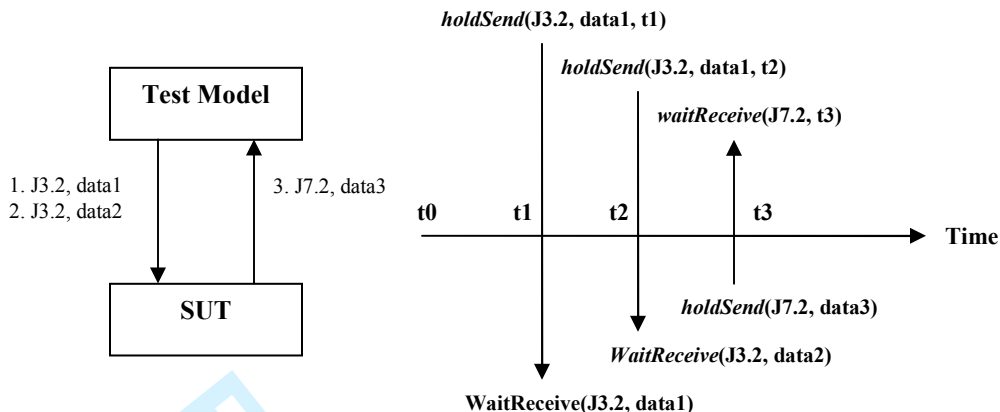 Test Model
1. J3.2, data1
2. J3.2, data2
3. J7.2, data3
SUT
holdSend(J3.2, data1, t1)
holdSend(J3.2, data1, t2)
waitReceive(J7.2, t3)
t0 t1 t2 t3
Time
holdSend(J7.2, data3)
WaitReceive(J3.2, data2)
WaitReceive(J3.2, data1)